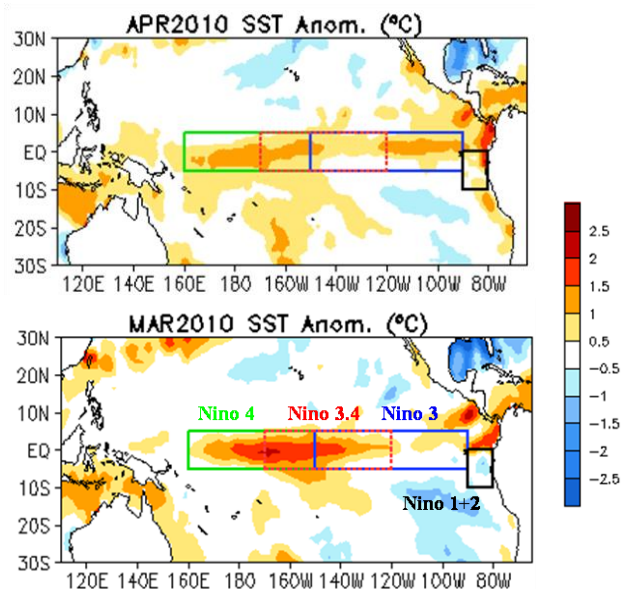 APR2010 SST Anom. (ºC)
30N
20N
10N
EQ
10S
20S
30S
120E 140E 160E 180 160W 140W 120W 100W 80W
2.5
2
1.5
1
0.5
-0.5
-1
-1.5
-2
-2.5
MAR2010 SST Anom. (ºC)
30N
20N
10N
EQ
10S
20S
30S
Nino 4 Nino 3.4 Nino 3
Nino 1+2
120E 140E 160E 180 160W 140W 120W 100W 80W